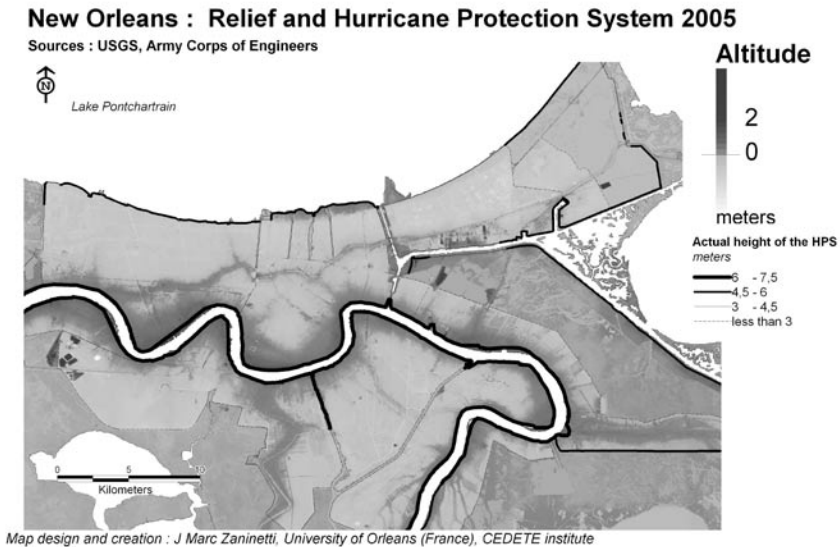 New Orleans : Relief and Hurricane Protection System 2005
Sources : USGS, Army Corps of Engineers
N
Lake Pontchartrain
Altitude
2
0
meters
Actual height of the HPS
meters
6 - 7,5
4,5 - 6
3 - 4,5
less than 3
0 5 10
Kilometers
Map design and creation : J Marc Zaninetti, University of Orleans (France), CEDETE institute